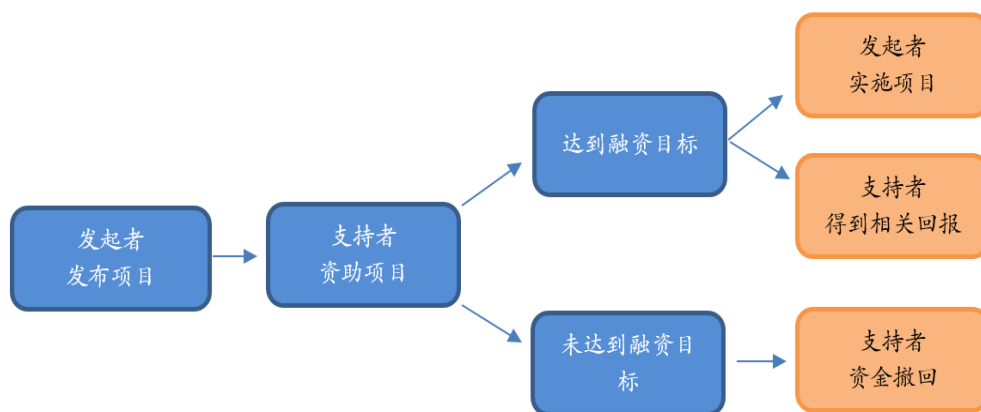 发起者
发布项目
支持者
资助项目
达到融资目标
未达到融资目
标
发起者
实施项目
支持者
得到相关回报
支持者
资金撤回